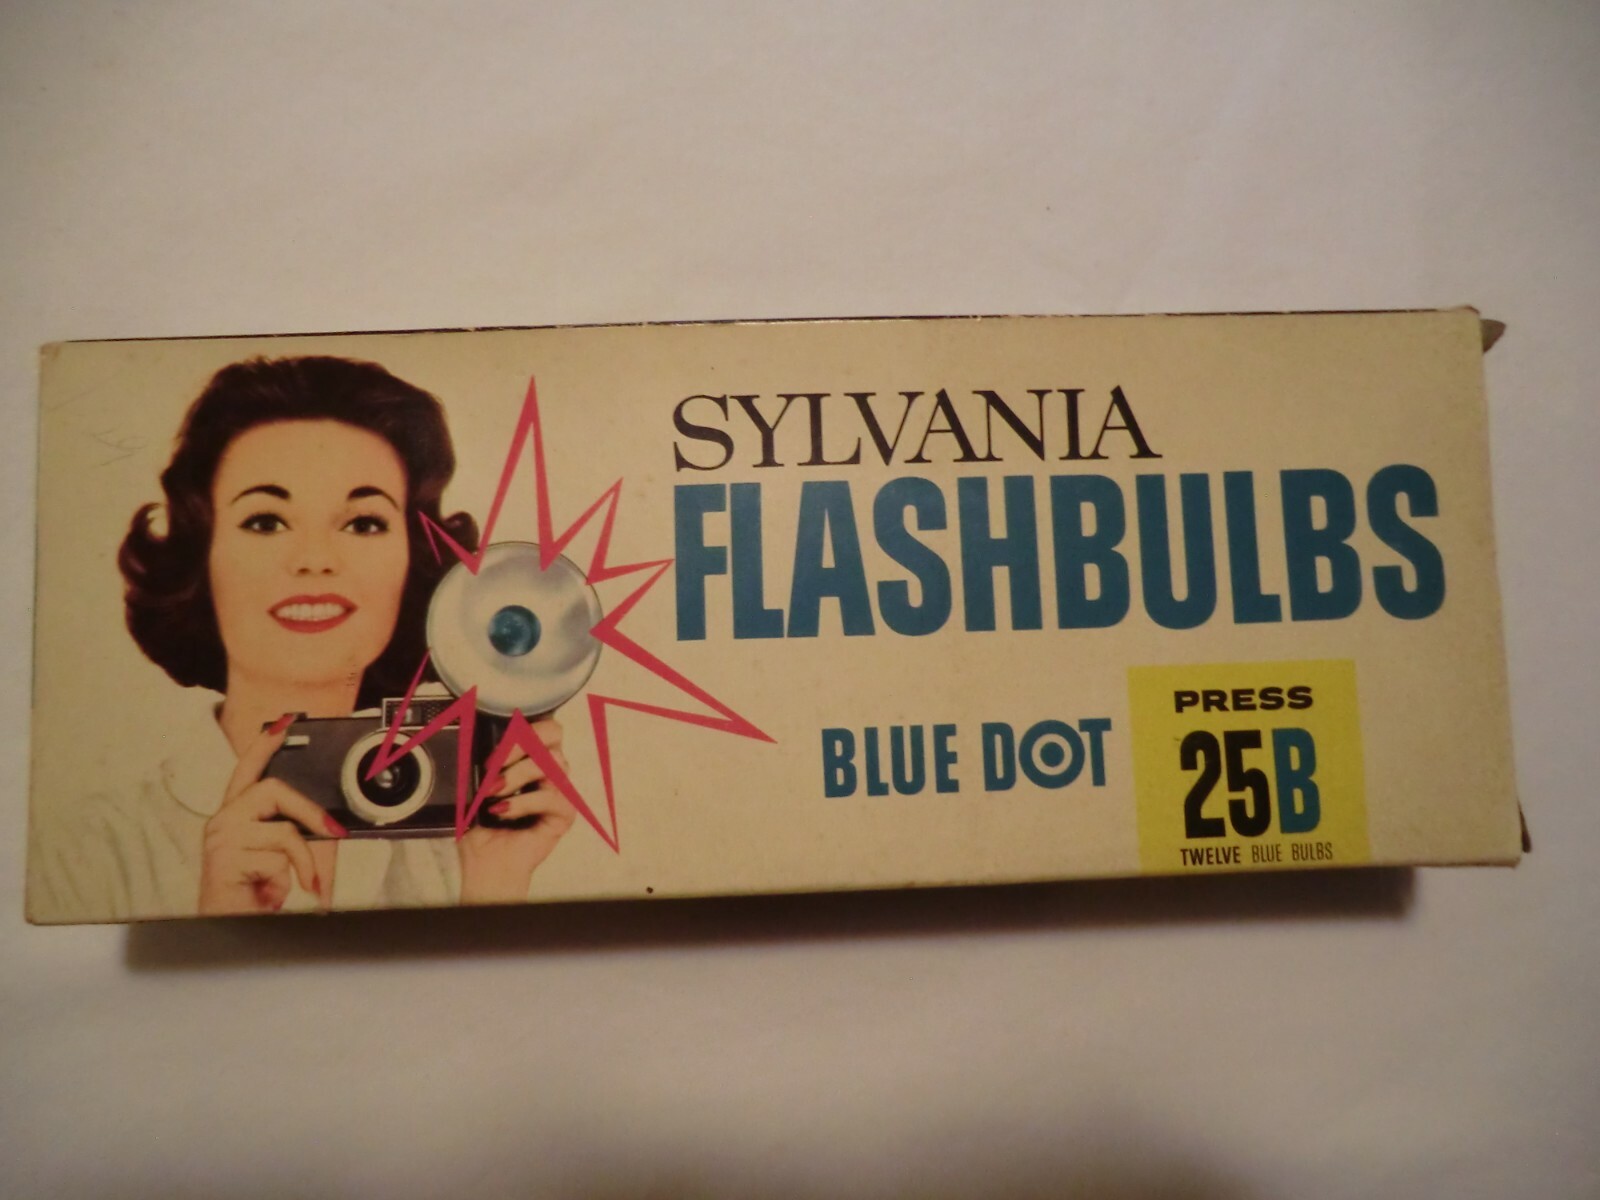 SYLVANIA
FLASHBULBS
BLUE DOT
PRESS
25B
TWELVE BLUE BULBS